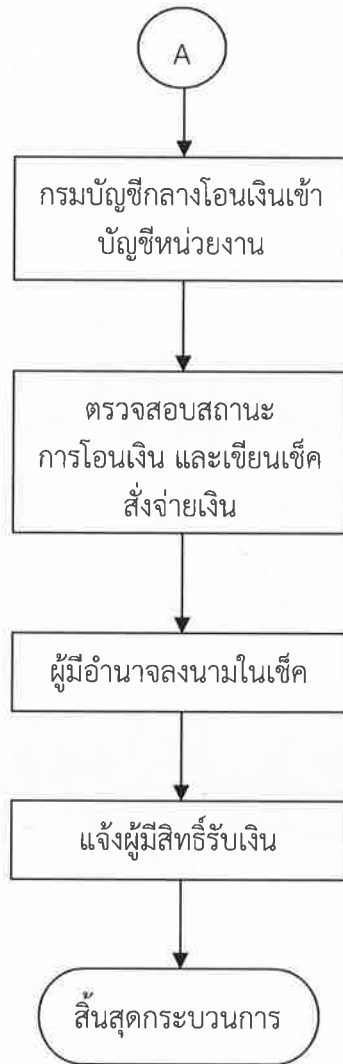 A
กรมบัญชีกลางโอนเงินเข้า
บัญชีหน่วยงาน
ตรวจสอบสถานะ
การโอนเงิน และเขียนเช็ค
สั่งจ่ายเงิน
ผู้มีอำนาจลงนามในเช็ค
แจ้งผู้มีสิทธิ์รับเงิน
สิ้นสุดกระบวนการ